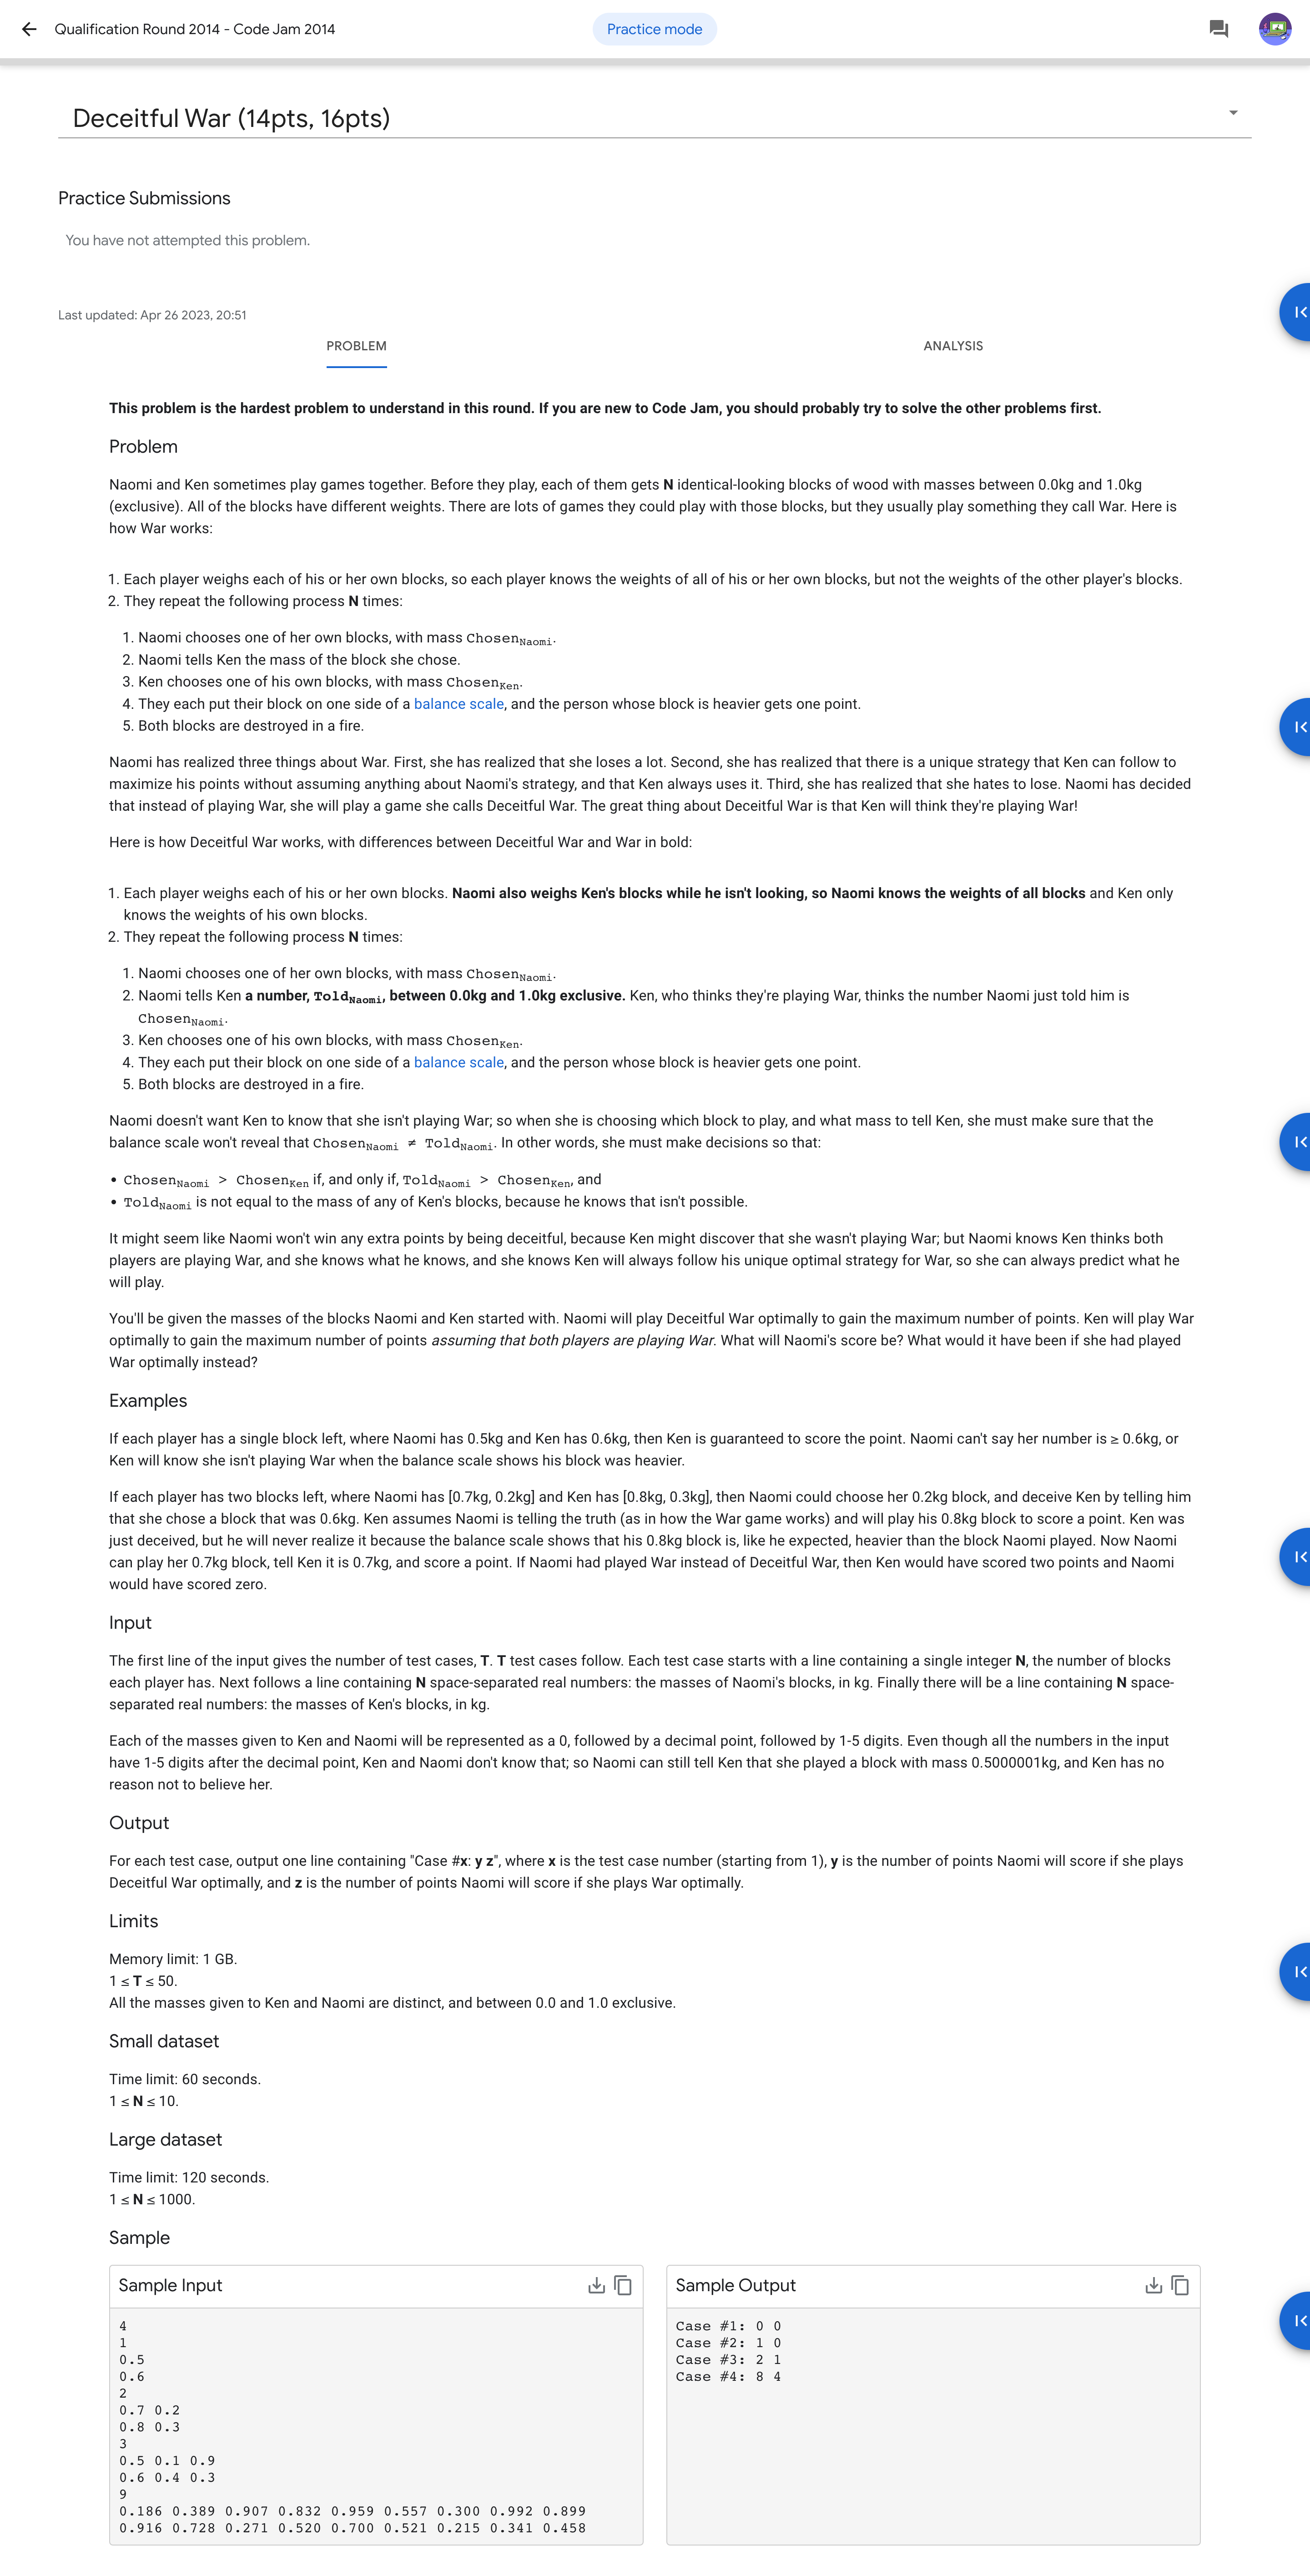 Qualification Round 2014 - Code Jam 2014
Practice mode
Deceitful War (14pts, 16pts)
Practice Submissions
You have not attempted this problem.
Last updated: Apr 26 2023, 20:51
PROBLEM
ANALYSIS
This problem is the hardest problem to understand in this round. If you are new to Code Jam, you should probably try to solve the other problems first.
Problem
Naomi and Ken sometimes play games together. Before they play, each of them gets N identical-looking blocks of wood with masses between 0.0kg and 1.0kg
(exclusive). All of the blocks have different weights. There are lots of games they could play with those blocks, but they usually play something they call War. Here is
how War works:
1. Each player weighs each of his or her own blocks, so each player knows the weights of all of his or her own blocks, but not the weights of the other player's blocks.
2. They repeat the following process N times:
1. Naomi chooses one of her own blocks, with mass ChosenNaomi.
2. Naomi tells Ken the mass of the block she chose.
3. Ken chooses one of his own blocks, with mass ChosenKen.
4. They each put their block on one side of a balance scale, and the person whose block is heavier gets one point.
5. Both blocks are destroyed in a fire.
Naomi has realized three things about War. First, she has realized that she loses a lot. Second, she has realized that there is a unique strategy that Ken can follow to
maximize his points without assuming anything about Naomi's strategy, and that Ken always uses it. Third, she has realized that she hates to lose. Naomi has decided
that instead of playing War, she will play a game she calls Deceitful War. The great thing about Deceitful War is that Ken will think they're playing War!
Here is how Deceitful War works, with differences between Deceitful War and War in bold:
1. Each player weighs each of his or her own blocks. Naomi also weighs Ken's blocks while he isn't looking, so Naomi knows the weights of all blocks and Ken only
knows the weights of his own blocks.
2. They repeat the following process N times:
1. Naomi chooses one of her own blocks, with mass ChosenNaomi.
2. Naomi tells Ken a number, ToldNaomi, between 0.0kg and 1.0kg exclusive. Ken, who thinks they're playing War, thinks the number Naomi just told him is
ChosenNaomi.
3. Ken chooses one of his own blocks, with mass ChosenKen.
4. They each put their block on one side of a balance scale, and the person whose block is heavier gets one point.
5. Both blocks are destroyed in a fire.
Naomi doesn't want Ken to know that she isn't playing War; so when she is choosing which block to play, and what mass to tell Ken, she must make sure that the
balance scale won't reveal that ChosenNaomi ≠ ToldNaomi. In other words, she must make decisions so that:
• ChosenNaomi > ChosenKen if, and only if, ToldNaomi > ChosenKen, and
• ToldNaomi is not equal to the mass of any of Ken's blocks, because he knows that isn't possible.
It might seem like Naomi won't win any extra points by being deceitful, because Ken might discover that she wasn't playing War; but Naomi knows Ken thinks both
players are playing War, and she knows what he knows, and she knows Ken will always follow his unique optimal strategy for War, so she can always predict what he
will play.
You'll be given the masses of the blocks Naomi and Ken started with. Naomi will play Deceitful War optimally to gain the maximum number of points. Ken will play War
optimally to gain the maximum number of points assuming that both players are playing War. What will Naomi's score be? What would it have been if she had played
War optimally instead?
Examples
If each player has a single block left, where Naomi has 0.5kg and Ken has 0.6kg, then Ken is guaranteed to score the point. Naomi can't say her number is ≥ 0.6kg, or
Ken will know she isn't playing War when the balance scale shows his block was heavier.
If each player has two blocks left, where Naomi has [0.7kg, 0.2kg] and Ken has [0.8kg, 0.3kg], then Naomi could choose her 0.2kg block, and deceive Ken by telling him
that she chose a block that was 0.6kg. Ken assumes Naomi is telling the truth (as in how the War game works) and will play his 0.8kg block to score a point. Ken was
just deceived, but he will never realize it because the balance scale shows that his 0.8kg block is, like he expected, heavier than the block Naomi played. Now Naomi
can play her 0.7kg block, tell Ken it is 0.7kg, and score a point. If Naomi had played War instead of Deceitful War, then Ken would have scored two points and Naomi
would have scored zero.
Input
The first line of the input gives the number of test cases, T. T test cases follow. Each test case starts with a line containing a single integer N, the number of blocks
each player has. Next follows a line containing N space-separated real numbers: the masses of Naomi's blocks, in kg. Finally there will be a line containing N space-
separated real numbers: the masses of Ken's blocks, in kg.
Each of the masses given to Ken and Naomi will be represented as a 0, followed by a decimal point, followed by 1-5 digits. Even though all the numbers in the input
have 1-5 digits after the decimal point, Ken and Naomi don't know that; so Naomi can still tell Ken that she played a block with mass 0.5000001kg, and Ken has no
reason not to believe her.
Output
For each test case, output one line containing "Case #x: y z", where x is the test case number (starting from 1), y is the number of points Naomi will score if she plays
Deceitful War optimally, and z is the number of points Naomi will score if she plays War optimally.
Limits
Memory limit: 1 GB.
1 ≤ T ≤ 50.
All the masses given to Ken and Naomi are distinct, and between 0.0 and 1.0 exclusive.
Small dataset
Time limit: 60 seconds.
1 ≤ N ≤ 10.
Large dataset
Time limit: 120 seconds.
1 ≤ N ≤ 1000.
Sample
Sample Input
4
1
0.5
0.6
2
0.7 0.2
0.8 0.3
3
0.5 0.1 0.9
0.6 0.4 0.3
9
0.186 0.389 0.907 0.832 0.959 0.557 0.300 0.992 0.899
0.916 0.728 0.271 0.520 0.700 0.521 0.215 0.341 0.458
Sample Output
Case #1: 0 0
Case #2: 1 0
Case #3: 2 1
Case #4: 8 4